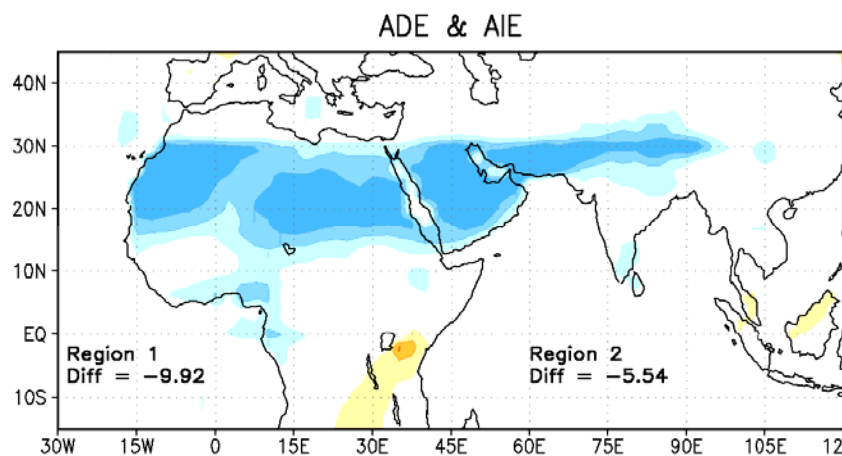 ADE & AIE
40N
30N
20N
10N
EQ
10S
Region 1
Diff = -9.92
Region 2
Diff = -5.54
30W 15W 0 15E 30E 45E 60E 75E 90E 105E 12